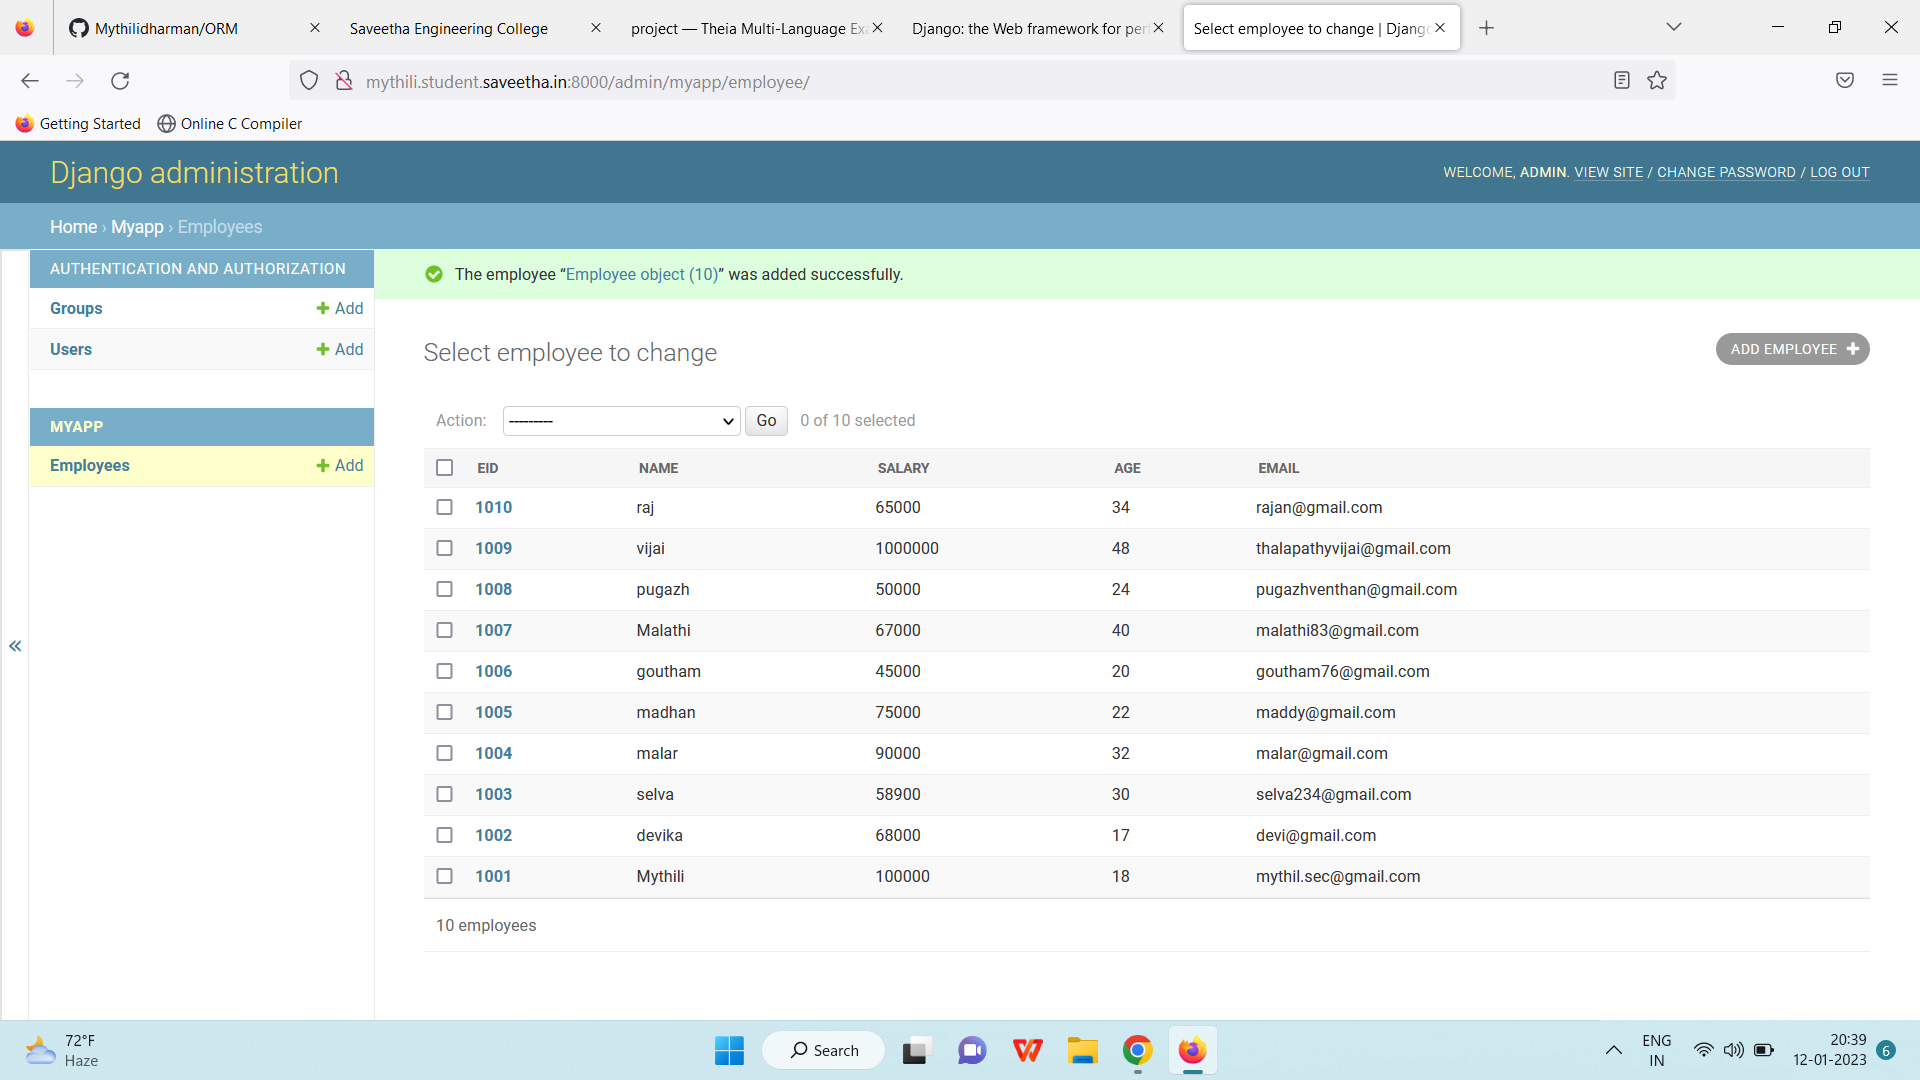 Mythilidharman/ORM
Saveetha Engineering College
project — Theia Multi-Language Ex
Django: the Web framework for per
Select employee to change | Django
mythili.student.saveetha.in:8000/admin/myapp/employee/
Getting Started
Online C Compiler
Django administration
WELCOME, ADMIN. VIEW SITE / CHANGE PASSWORD / LOG OUT
Home › Myapp › Employees
AUTHENTICATION AND AUTHORIZATION
Groups + Add
Users + Add
MYAPP
Employees + Add
«
The employee “Employee object (10)” was added successfully.
Select employee to change
ADD EMPLOYEE +
Action: --------- Go 0 of 10 selected
EID NAME SALARY AGE EMAIL
1010 raj 65000 34 rajan@gmail.com
1009 vijai 1000000 48 thalapathyvijai@gmail.com
1008 pugazh 50000 24 pugazhventhan@gmail.com
1007 Malathi 67000 40 malathi83@gmail.com
1006 goutham 45000 20 goutham76@gmail.com
1005 madhan 75000 22 maddy@gmail.com
1004 malar 90000 32 malar@gmail.com
1003 selva 58900 30 selva234@gmail.com
1002 devika 68000 17 devi@gmail.com
1001 Mythili 100000 18 mythil.sec@gmail.com
10 employees
72°F
Haze
Search
ENG
IN
20:39
12-01-2023
6